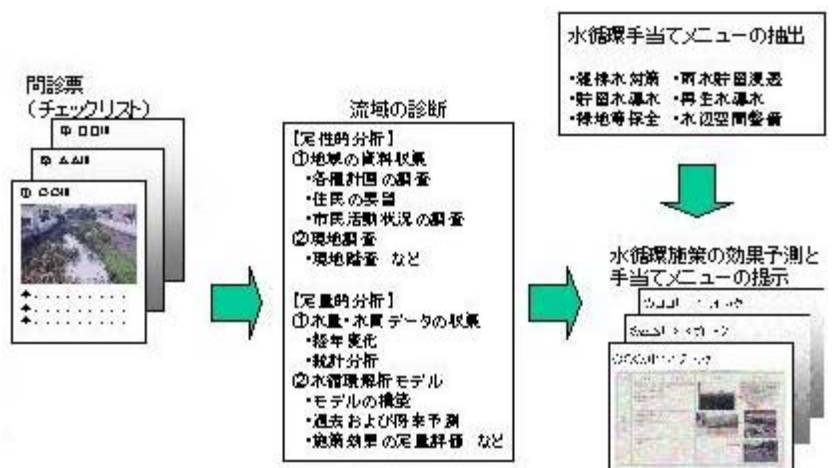 問診票
（チェックリスト）
① □□川
① △△川
① ○○川
流域の診断
【定性的分析】
①地域の資料収集
・各種計画の調査
・住民の要望
・市民活動状況の調査
②現地調査
・現地踏査 など
【定量的分析】
①水量・水質データの収集
・経年変化
・統計分析
②水循環解析モデル
・モデルの構築
・過去および将来予測
・施策効果の定量評価 など
水循環手当てメニューの抽出
・雑排水対策 ・雨水貯留浸透
・貯留水導水 ・再生水導水
・緑地等保全 ・水辺空間整備
水循環施策の効果予測と
手当てメニューの提示